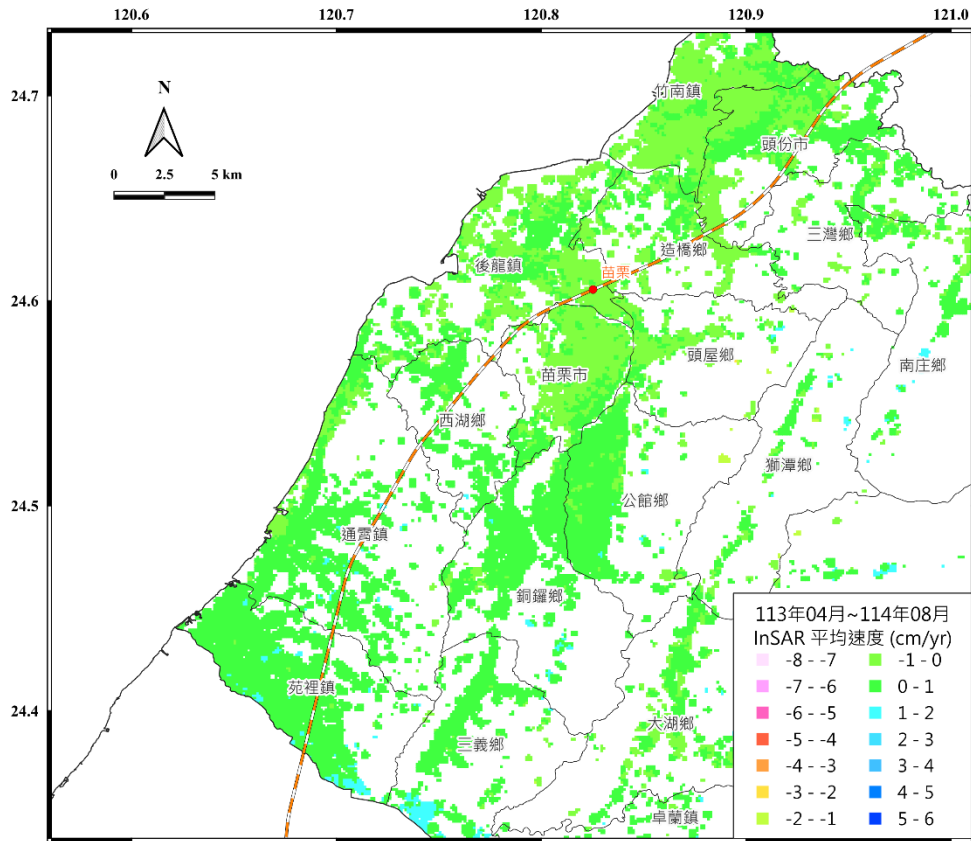 120.6
120.7
120.8
120.9
121.0
24.7
24.6
24.5
24.4
N
0 2.5 5 km
竹南鎮
頭份市
三灣鄉
造橋鄉
後龍鎮
苗栗
頭屋鄉
南庄鄉
苗栗市
西湖鄉
獅潭鄉
公館鄉
通霄鎮
銅鑼鄉
苑裡鎮
大湖鄉
三義鄉
卓蘭鎮
113年04月~114年08月
InSAR 平均速度 (cm/yr)
-8 - -7
-7 - -6
-6 - -5
-5 - -4
-4 - -3
-3 - -2
-2 - -1
-1 - 0
0 - 1
1 - 2
2 - 3
3 - 4
4 - 5
5 - 6